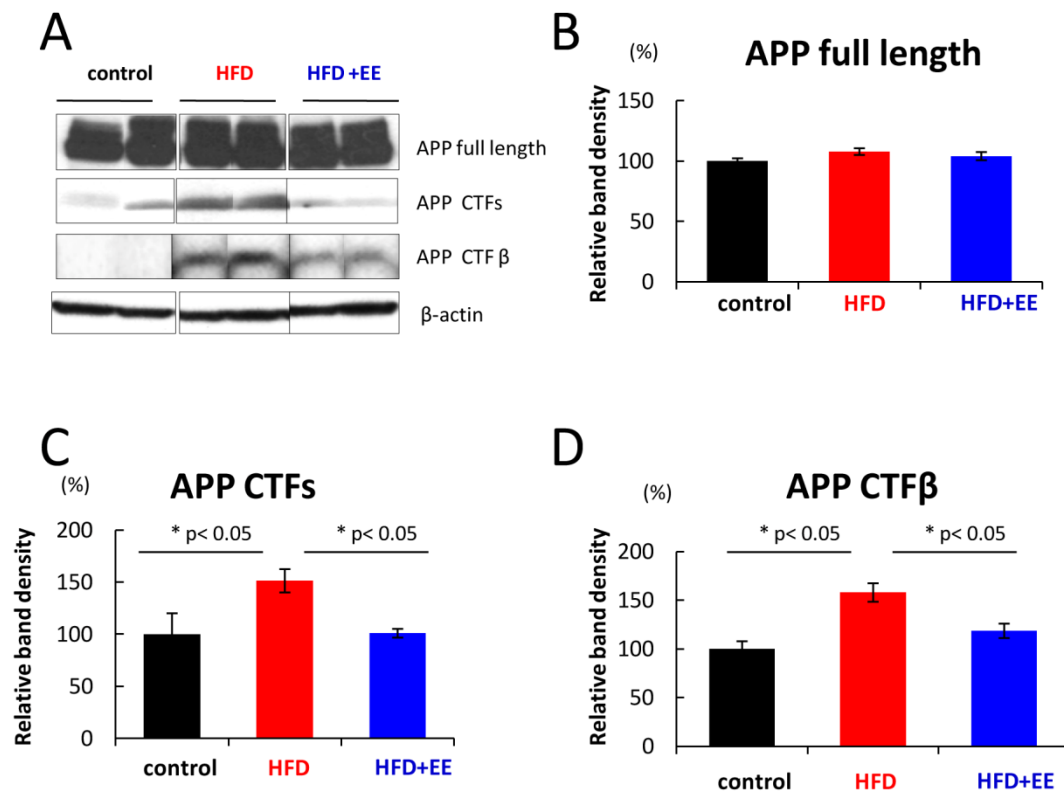 A
control HFD HFD +EE
APP full length
APP CTFs
APP CTF β
β-actin
B
(%) APP full length
Relative band density
150
100
50
0
control HFD HFD+EE
C
(%) APP CTFs
Relative band density
200
150
100
50
0
* p< 0.05 * p< 0.05
control HFD HFD+EE
D
(%) APP CTFβ
Relative band density
200
150
100
50
0
* p< 0.05 * p< 0.05
control HFD HFD+EE